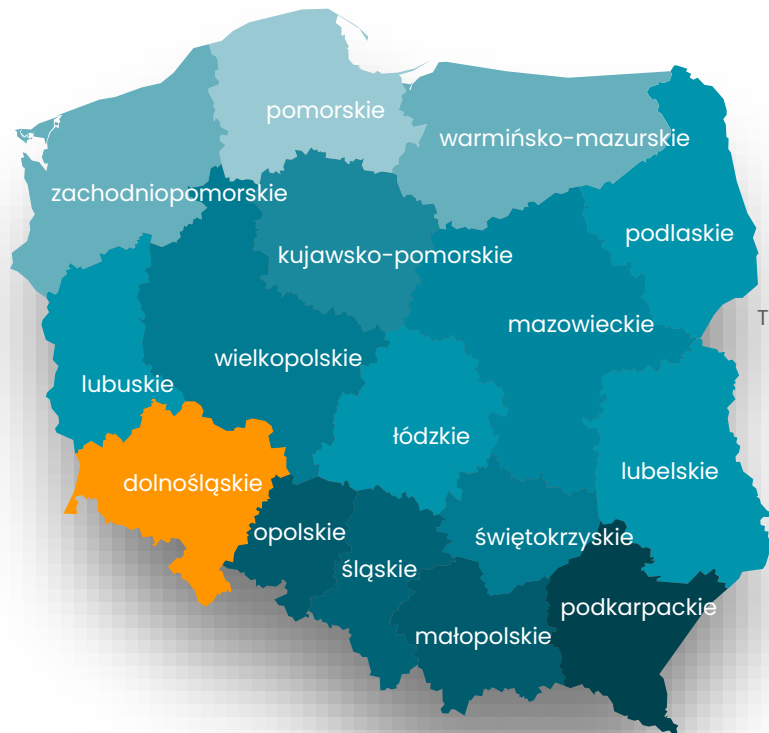 pomorskie
warmińsko-mazurskie
zachodniopomorskie
podlaskie
kujawsko-pomorskie
T
mazowieckie
wielkopolskie
lubuskie
łódzkie
lubelskie
dolnośląskie
opolskie
świętokrzyskie
śląskie
podkarpackie
małopolskie